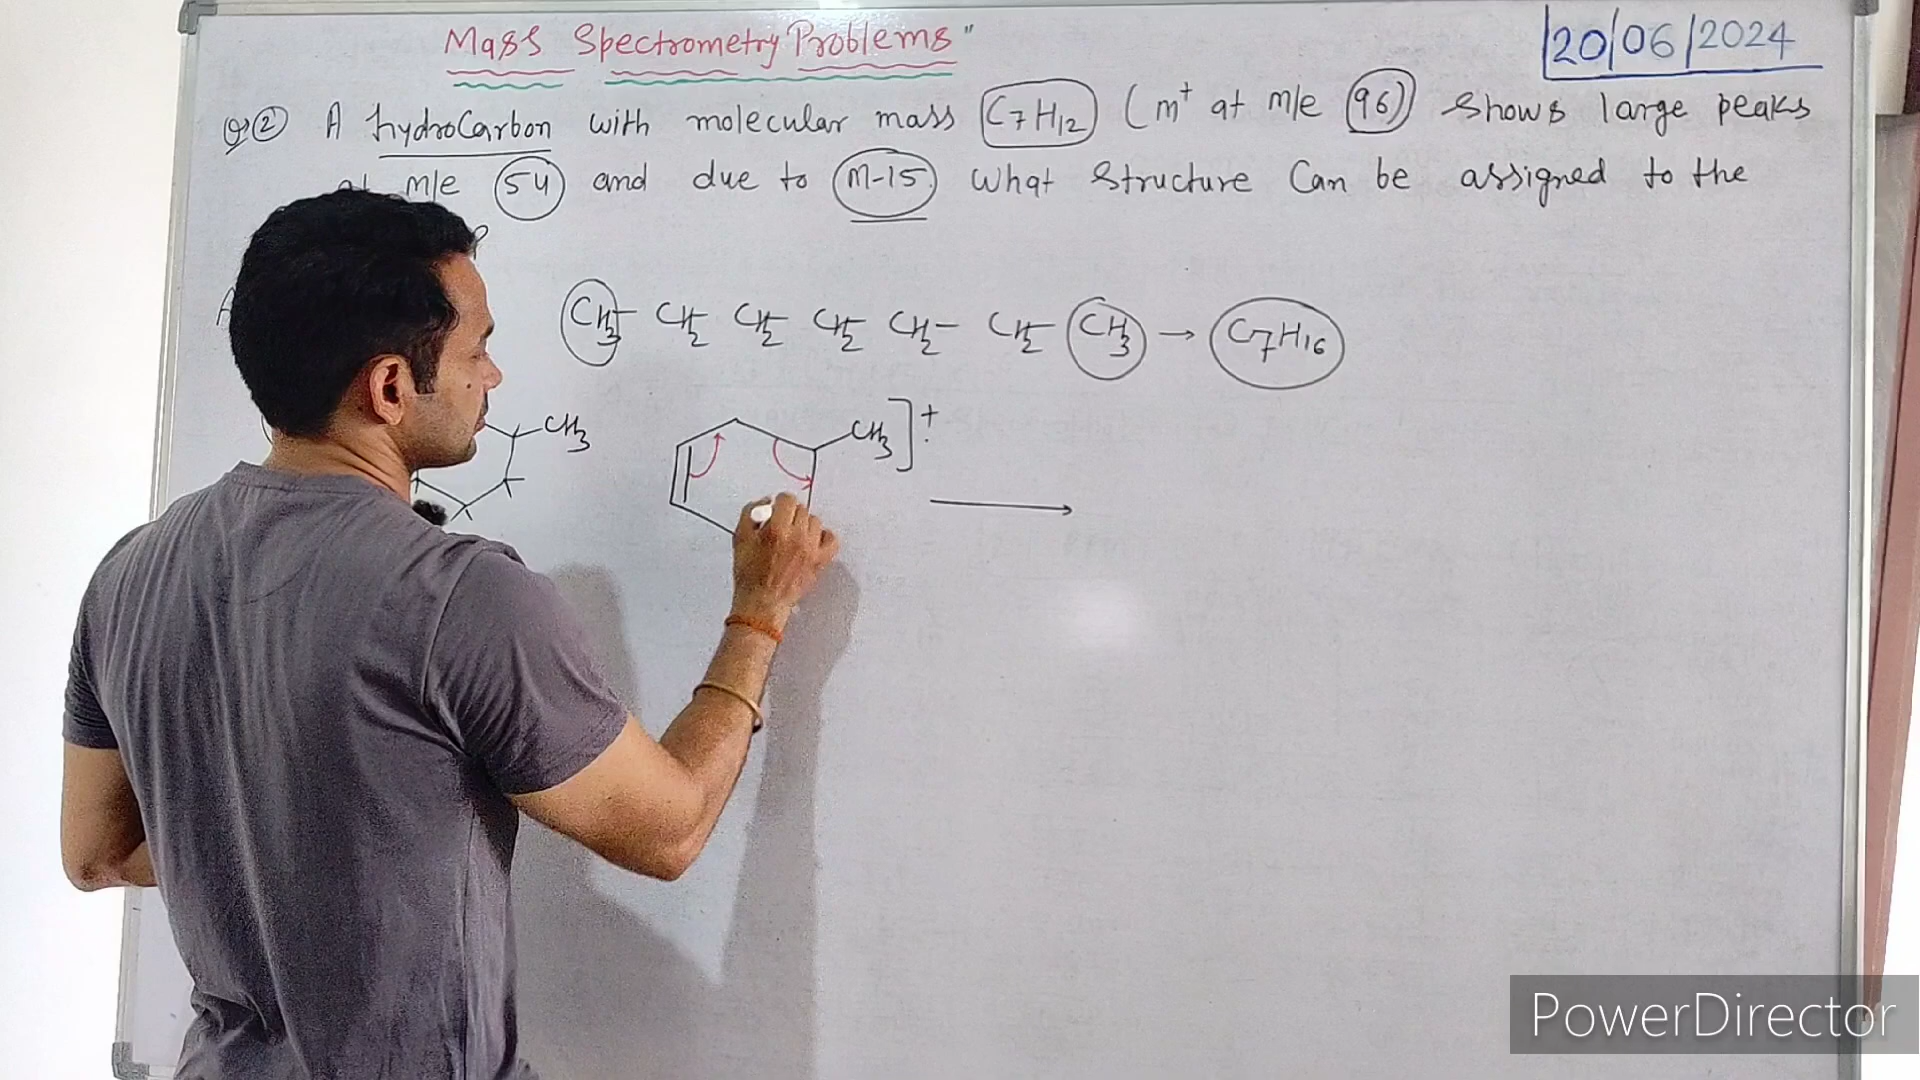 Mass Spectrometry Problems"
20/06/2024
Q② A hydrocarbon with molecular mass C7H12 (m+ at m/e 96) shows large peaks
m/e 54 and due to M-15. What structure can be assigned to the
?
CH3- CH2- CH2- CH2- CH2- CH2- CH3 → C7H16
CH3
CH3]+.
PowerDirector